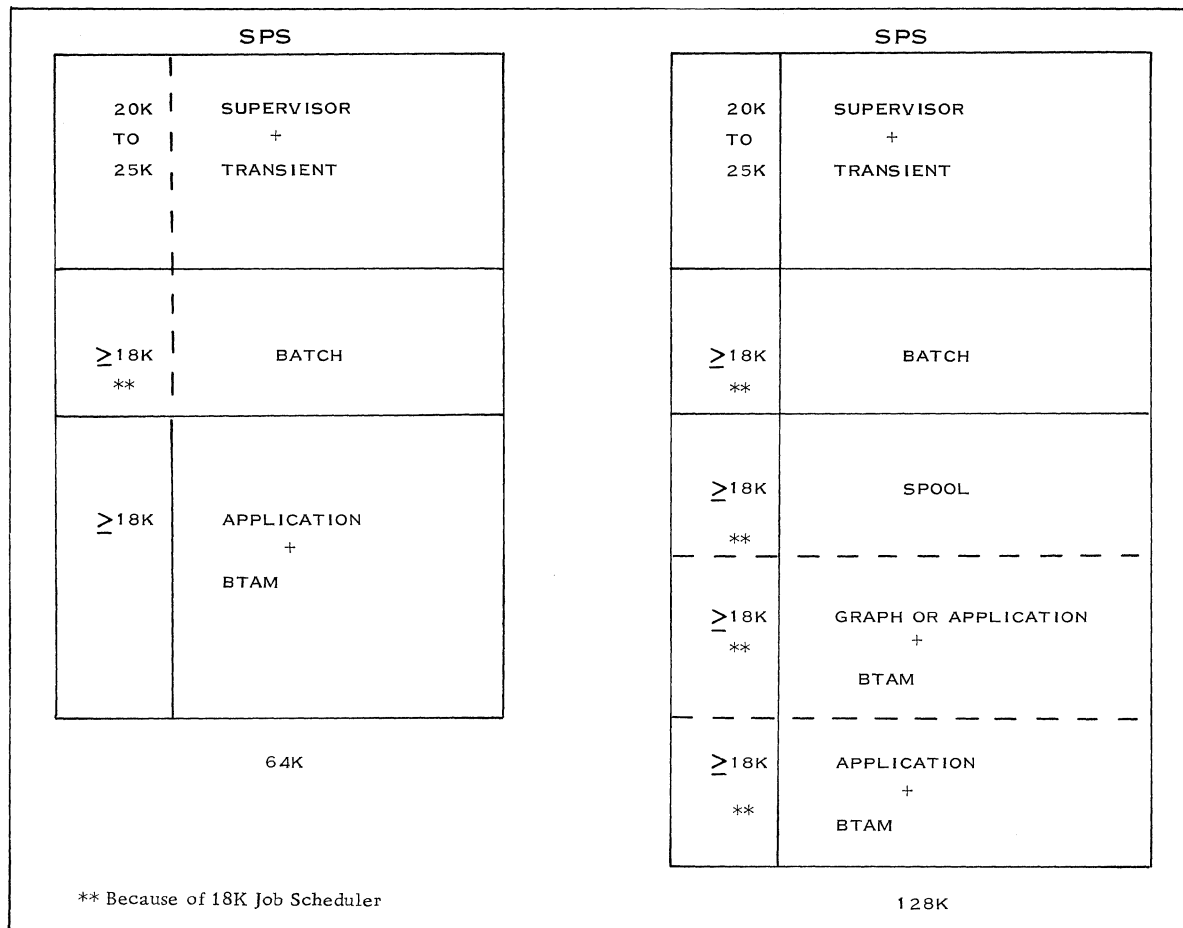 SPS
20K SUPERVISOR
TO +
25K TRANSIENT
≥18K BATCH
**
≥18K APPLICATION
+
BTAM
64K
** Because of 18K Job Scheduler
SPS
20K SUPERVISOR
TO +
25K TRANSIENT
≥18K BATCH
**
≥18K SPOOL
**
≥18K GRAPH OR APPLICATION
** +
BTAM
≥18K APPLICATION
+
** BTAM
128K